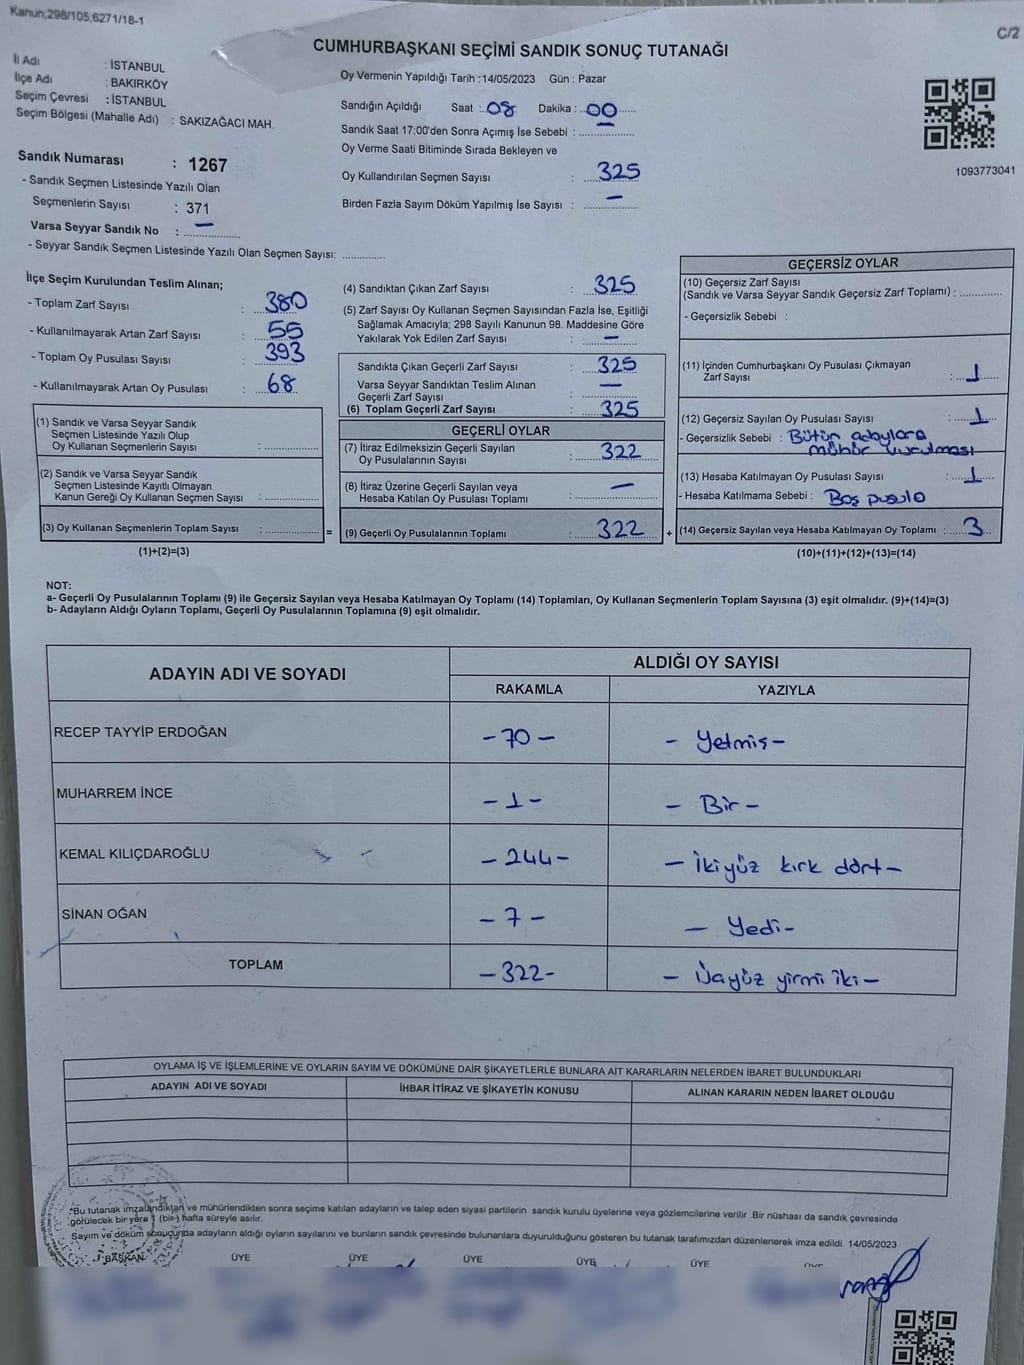 Kanun;298/105;6271/18-1
C/2
CUMHURBAŞKANI SEÇİMİ SANDIK SONUÇ TUTANAĞI
İl Adı : İSTANBUL
İlçe Adı : BAKIRKÖY
Seçim Çevresi : İSTANBUL
Seçim Bölgesi (Mahalle Adı) : SAKIZAĞACI MAH.
Sandık Numarası : 1267
- Sandık Seçmen Listesinde Yazılı Olan
Seçmenlerin Sayısı : 371
Varsa Seyyar Sandık No : —
- Seyyar Sandık Seçmen Listesinde Yazılı Olan Seçmen Sayısı:
Oy Vermenin Yapıldığı Tarih :14/05/2023 Gün : Pazar
Sandığın Açıldığı Saat : 08 Dakika : 00
Sandık Saat 17:00'den Sonra Açımış İse Sebebi : —
Oy Verme Saati Bitiminde Sırada Bekleyen ve
Oy Kullandırılan Seçmen Sayısı : 325
Birden Fazla Sayım Döküm Yapılmış İse Sayısı : —
1093773041
İlçe Seçim Kurulundan Teslim Alınan;
- Toplam Zarf Sayısı : 380
- Kullanılmayarak Artan Zarf Sayısı : 55
- Toplam Oy Pusulası Sayısı : 393
- Kullanılmayarak Artan Oy Pusulası : 68
(1) Sandık ve Varsa Seyyar Sandık
Seçmen Listesinde Yazılı Olup
Oy Kullanan Seçmenlerin Sayısı :
(2) Sandık ve Varsa Seyyar Sandık
Seçmen Listesinde Kayıtlı Olmayan
Kanun Gereği Oy Kullanan Seçmen Sayısı :
(3) Oy Kullanan Seçmenlerin Toplam Sayısı :
(1)+(2)=(3)
=
(4) Sandıktan Çıkan Zarf Sayısı : 325
(5) Zarf Sayısı Oy Kullanan Seçmen Sayısından Fazla İse, Eşitliği
Sağlamak Amacıyla; 298 Sayılı Kanunun 98. Maddesine Göre
Yakılarak Yok Edilen Zarf Sayısı : —
Sandıkta Çıkan Geçerli Zarf Sayısı : 325
Varsa Seyyar Sandıktan Teslim Alınan
Geçerli Zarf Sayısı : —
(6) Toplam Geçerli Zarf Sayısı : 325
GEÇERLİ OYLAR
(7) İtiraz Edilmeksizin Geçerli Sayılan
Oy Pusulalarının Sayısı : 322
(8) İtiraz Üzerine Geçerli Sayılan veya
Hesaba Katılan Oy Pusulası Toplamı : —
(9) Geçerli Oy Pusulalarının Toplamı : 322
+
GEÇERSİZ OYLAR
(10) Geçersiz Zarf Sayısı
(Sandık ve Varsa Seyyar Sandık Geçersiz Zarf Toplamı) :
- Geçersizlik Sebebi :
(11) İçinden Cumhurbaşkanı Oy Pusulası Çıkmayan
Zarf Sayısı : 1
(12) Geçersiz Sayılan Oy Pusulası Sayısı : 1
- Geçersizlik Sebebi : Bütün adaylara
mühür vurulması
(13) Hesaba Katılmayan Oy Pusulası Sayısı : 1
- Hesaba Katılmama Sebebi : Boş pusula
(14) Geçersiz Sayılan veya Hesaba Katılmayan Oy Toplamı : 3
(10)+(11)+(12)+(13)=(14)
NOT:
a- Geçerli Oy Pusulalarının Toplamı (9) ile Geçersiz Sayılan veya Hesaba Katılmayan Oy Toplamı (14) Toplamları, Oy Kullanan Seçmenlerin Toplam Sayısına (3) eşit olmalıdır. (9)+(14)=(3)
b- Adayların Aldığı Oyların Toplamı, Geçerli Oy Pusulalarının Toplamına (9) eşit olmalıdır.
ADAYIN ADI VE SOYADI
ALDIĞI OY SAYISI
RAKAMLA YAZIYLA
RECEP TAYYİP ERDOĞAN -70- -Yetmiş-
MUHARREM İNCE -1- -Bir-
KEMAL KILIÇDAROĞLU -244- -İkiyüz kırk dört-
SİNAN OĞAN -7- -Yedi-
TOPLAM -322- -Üçyüz yirmi iki-
OYLAMA İŞ VE İŞLEMLERİNE VE OYLARIN SAYIM VE DÖKÜMÜNE DAİR ŞİKAYETLERLE BUNLARA AİT KARARLARIN NELERDEN İBARET BULUNDUKLARI
ADAYIN ADI VE SOYADI İHBAR İTİRAZ VE ŞİKAYETİN KONUSU ALINAN KARARIN NEDEN İBARET OLDUĞU
*Bu tutanak imzalandıktan ve mühürlendikten sonra seçime katılan adayların ve talep eden siyasi partilerin sandık kurulu üyelerine veya gözlemcilerine verilir. Bir nüshası da sandık çevresinde
görülecek bir yere 1 (bir) hafta süreyle asılır.
Sayım ve döküm sonucunda adayların aldığı oyların sayılarını ve bunların sandık çevresinde bulunanlara duyurulduğunu gösteren bu tutanak tarafımızdan düzenlenerek imza edildi. 14/05/2023
BAŞKAN ÜYE ÜYE ÜYE ÜYE ÜYE ÜYE